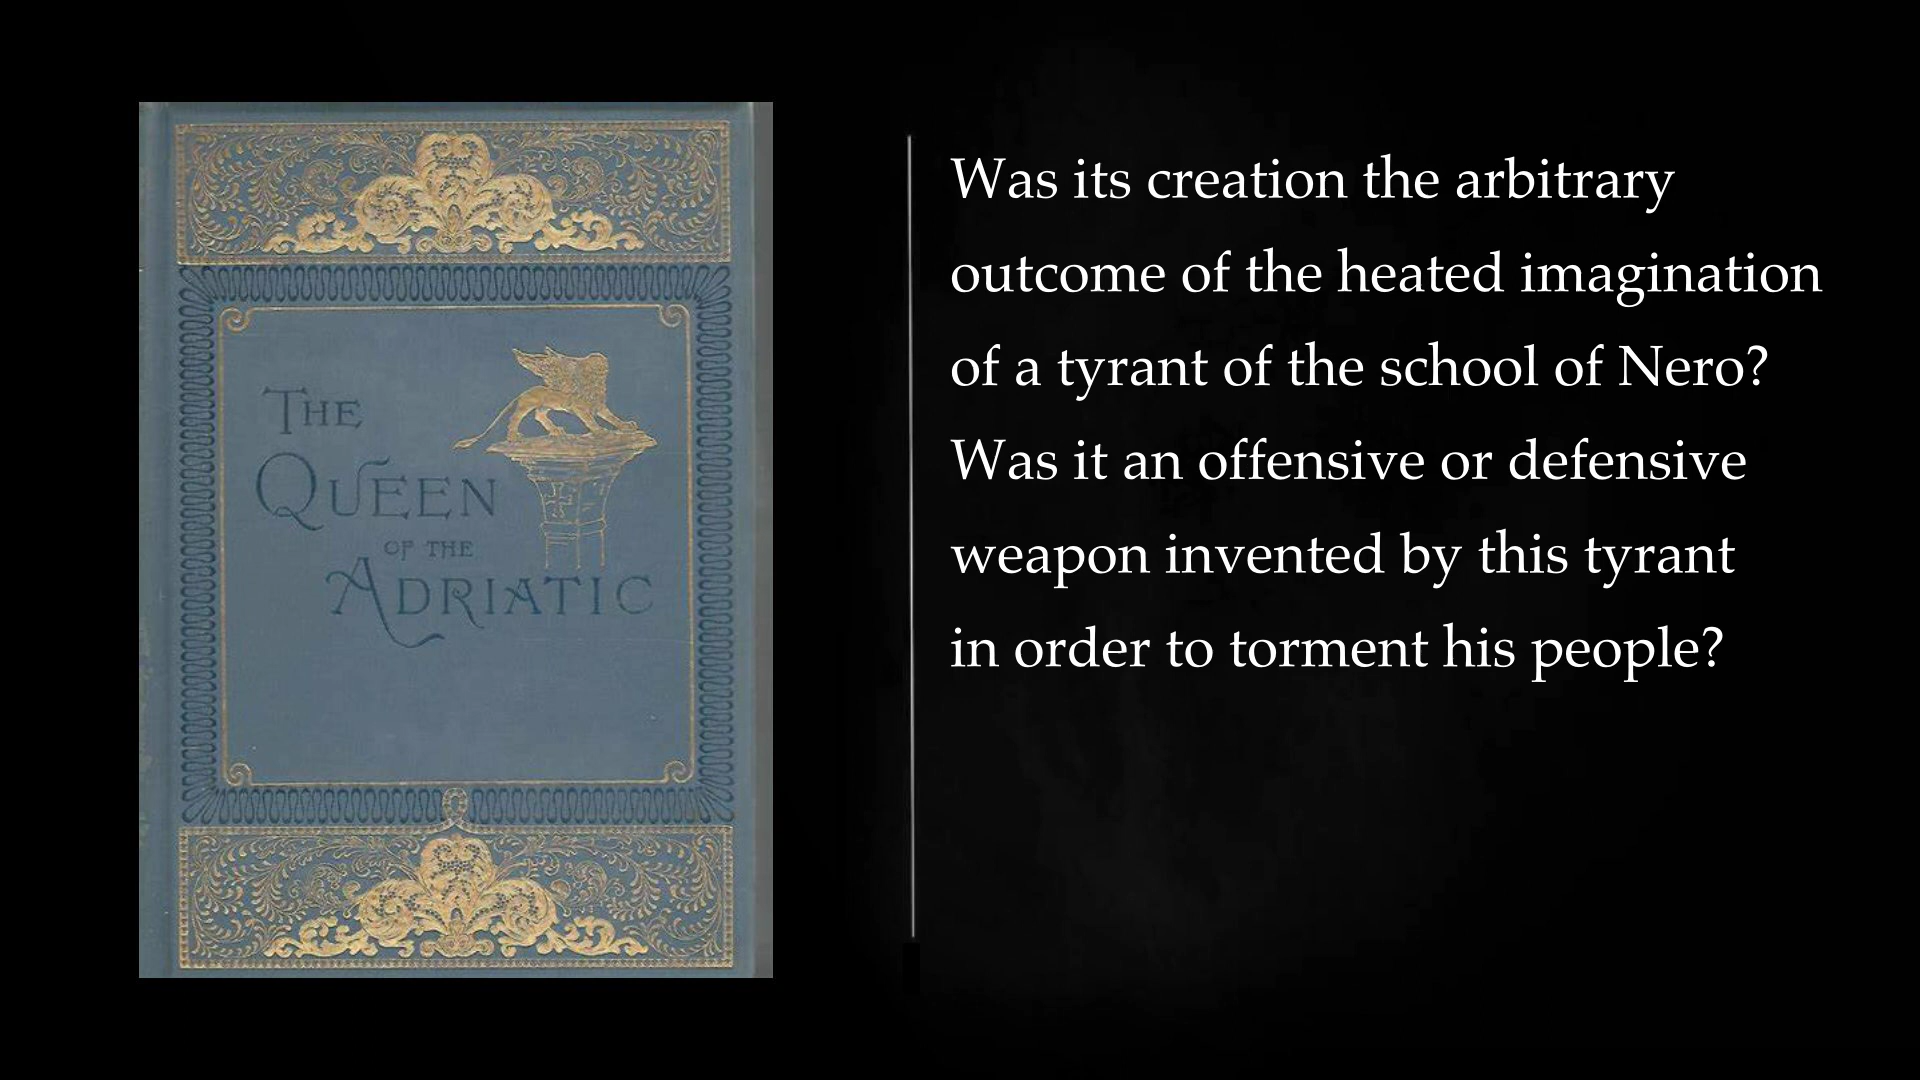 THE
QUEEN
OF THE
ADRIATIC
Was its creation the arbitrary
outcome of the heated imagination
of a tyrant of the school of Nero?
Was it an offensive or defensive
weapon invented by this tyrant
in order to torment his people?